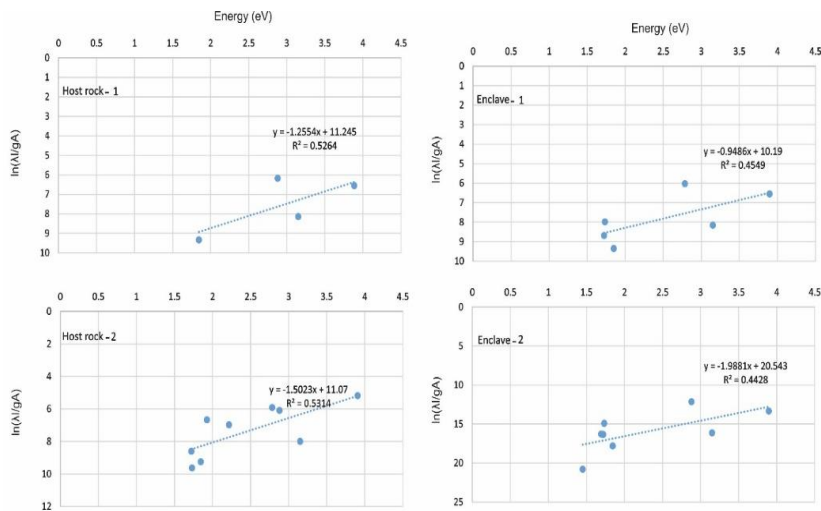 Energy (eV)
0 0.5 1 1.5 2 2.5 3 3.5 4 4.5
0
1
2
3
4
5
6
7
8
9
10
ln(λI/gA)
Host rock - 1
y = -1.2554x + 11.245
R² = 0.5264
Energy (eV)
0 0.5 1 1.5 2 2.5 3 3.5 4 4.5
0
1
2
3
4
5
6
7
8
9
10
ln(λI/gA)
Enclave - 1
y = -0.9486x + 10.19
R² = 0.4549
0 0.5 1 1.5 2 2.5 3 3.5 4 4.5
0
2
4
6
8
10
12
ln(λI/gA)
Host rock - 2
y = -1.5023x + 11.07
R² = 0.5314
0 0.5 1 1.5 2 2.5 3 3.5 4 4.5
0
5
10
15
20
25
ln(λI/gA)
Enclave - 2
y = -1.9881x + 20.543
R² = 0.4428